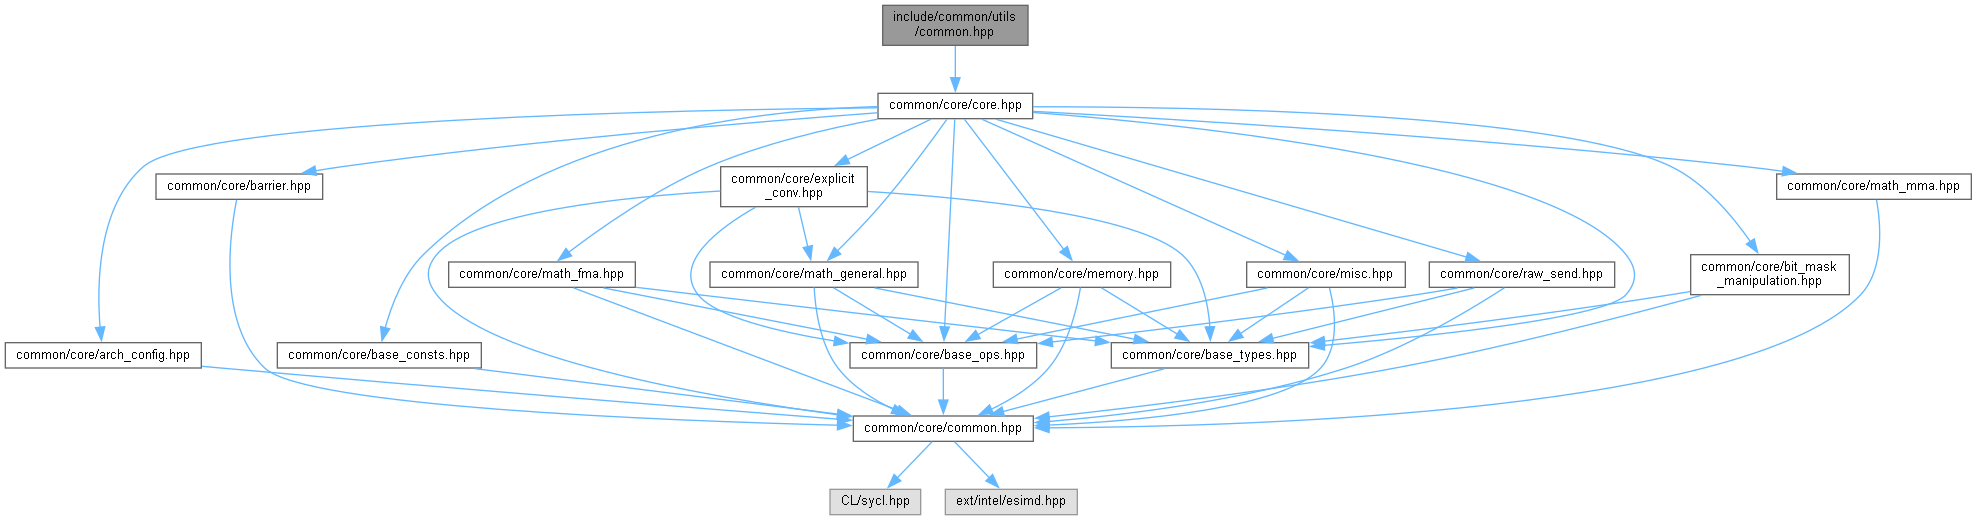 include/common/utils
/common.hpp
common/core/core.hpp
common/core/barrier.hpp
common/core/explicit
_conv.hpp
common/core/math_mma.hpp
common/core/math_fma.hpp
common/core/math_general.hpp
common/core/memory.hpp
common/core/misc.hpp
common/core/raw_send.hpp
common/core/bit_mask
_manipulation.hpp
common/core/arch_config.hpp
common/core/base_consts.hpp
common/core/base_ops.hpp
common/core/base_types.hpp
common/core/common.hpp
CL/sycl.hpp
ext/intel/esimd.hpp